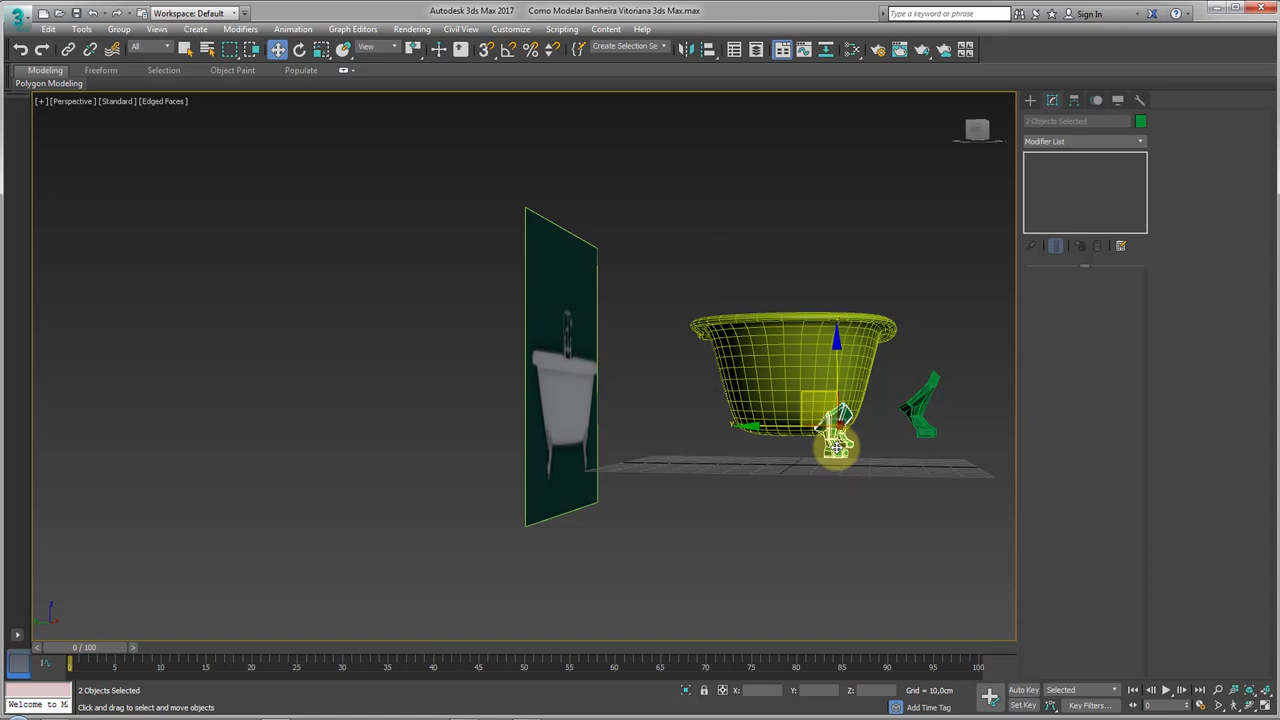 3
Workspace: Default
Autodesk 3ds Max 2017 Como Modelar Banheira Vitoriana 3ds Max.max
Type a keyword or phrase
Sign In
Edit Tools Group Views Create Modifiers Animation Graph Editors Rendering Civil View Customize Scripting Content Help
All
View
Create Selection Se
Modeling Freeform Selection Object Paint Populate
Polygon Modeling
[+] [Perspective] [Standard] [Edged Faces]
2 Objects Selected
Modifier List
0 / 100
0 5 10 15 20 25 30 35 40 45 50 55 60 65 70 75 80 85 90 95 100
2 Objects Selected
X: Y: Z: Grid = 10,0cm
Auto Key Selected
Welcome to M
Click and drag to select and move objects
Add Time Tag
Set Key Key Filters...
0